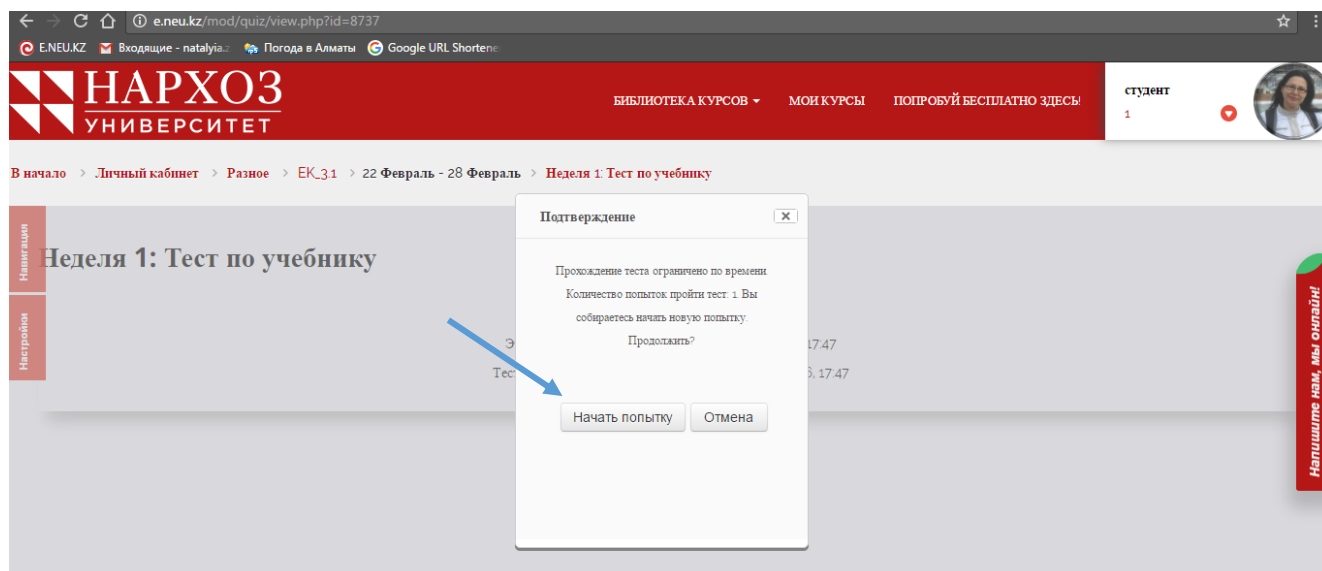 e.neu.kz/mod/quiz/view.php?id=8737
E.NEU.KZ Входящие - natalyia.z Погода в Алматы Google URL Shortene
НАРХОЗ
УНИВЕРСИТЕТ
БИБЛИОТЕКА КУРСОВ МОИ КУРСЫ ПОПРОБУЙ БЕСПЛАТНО ЗДЕСЬ!
студент
1
В начало > Личный кабинет > Разное > EK_3.1 > 22 Февраль - 28 Февраль > Неделя 1: Тест по учебнику
Навигация
Настройки
Неделя 1: Тест по учебнику
Подтверждение
Прохождение теста ограничено по времени.
Количество попыток пройти тест: 1. Вы
собираетесь начать новую попытку.
Продолжить?
Э 17:47
Тес , 17:47
Начать попытку Отмена
Напишите нам, мы онлайн!